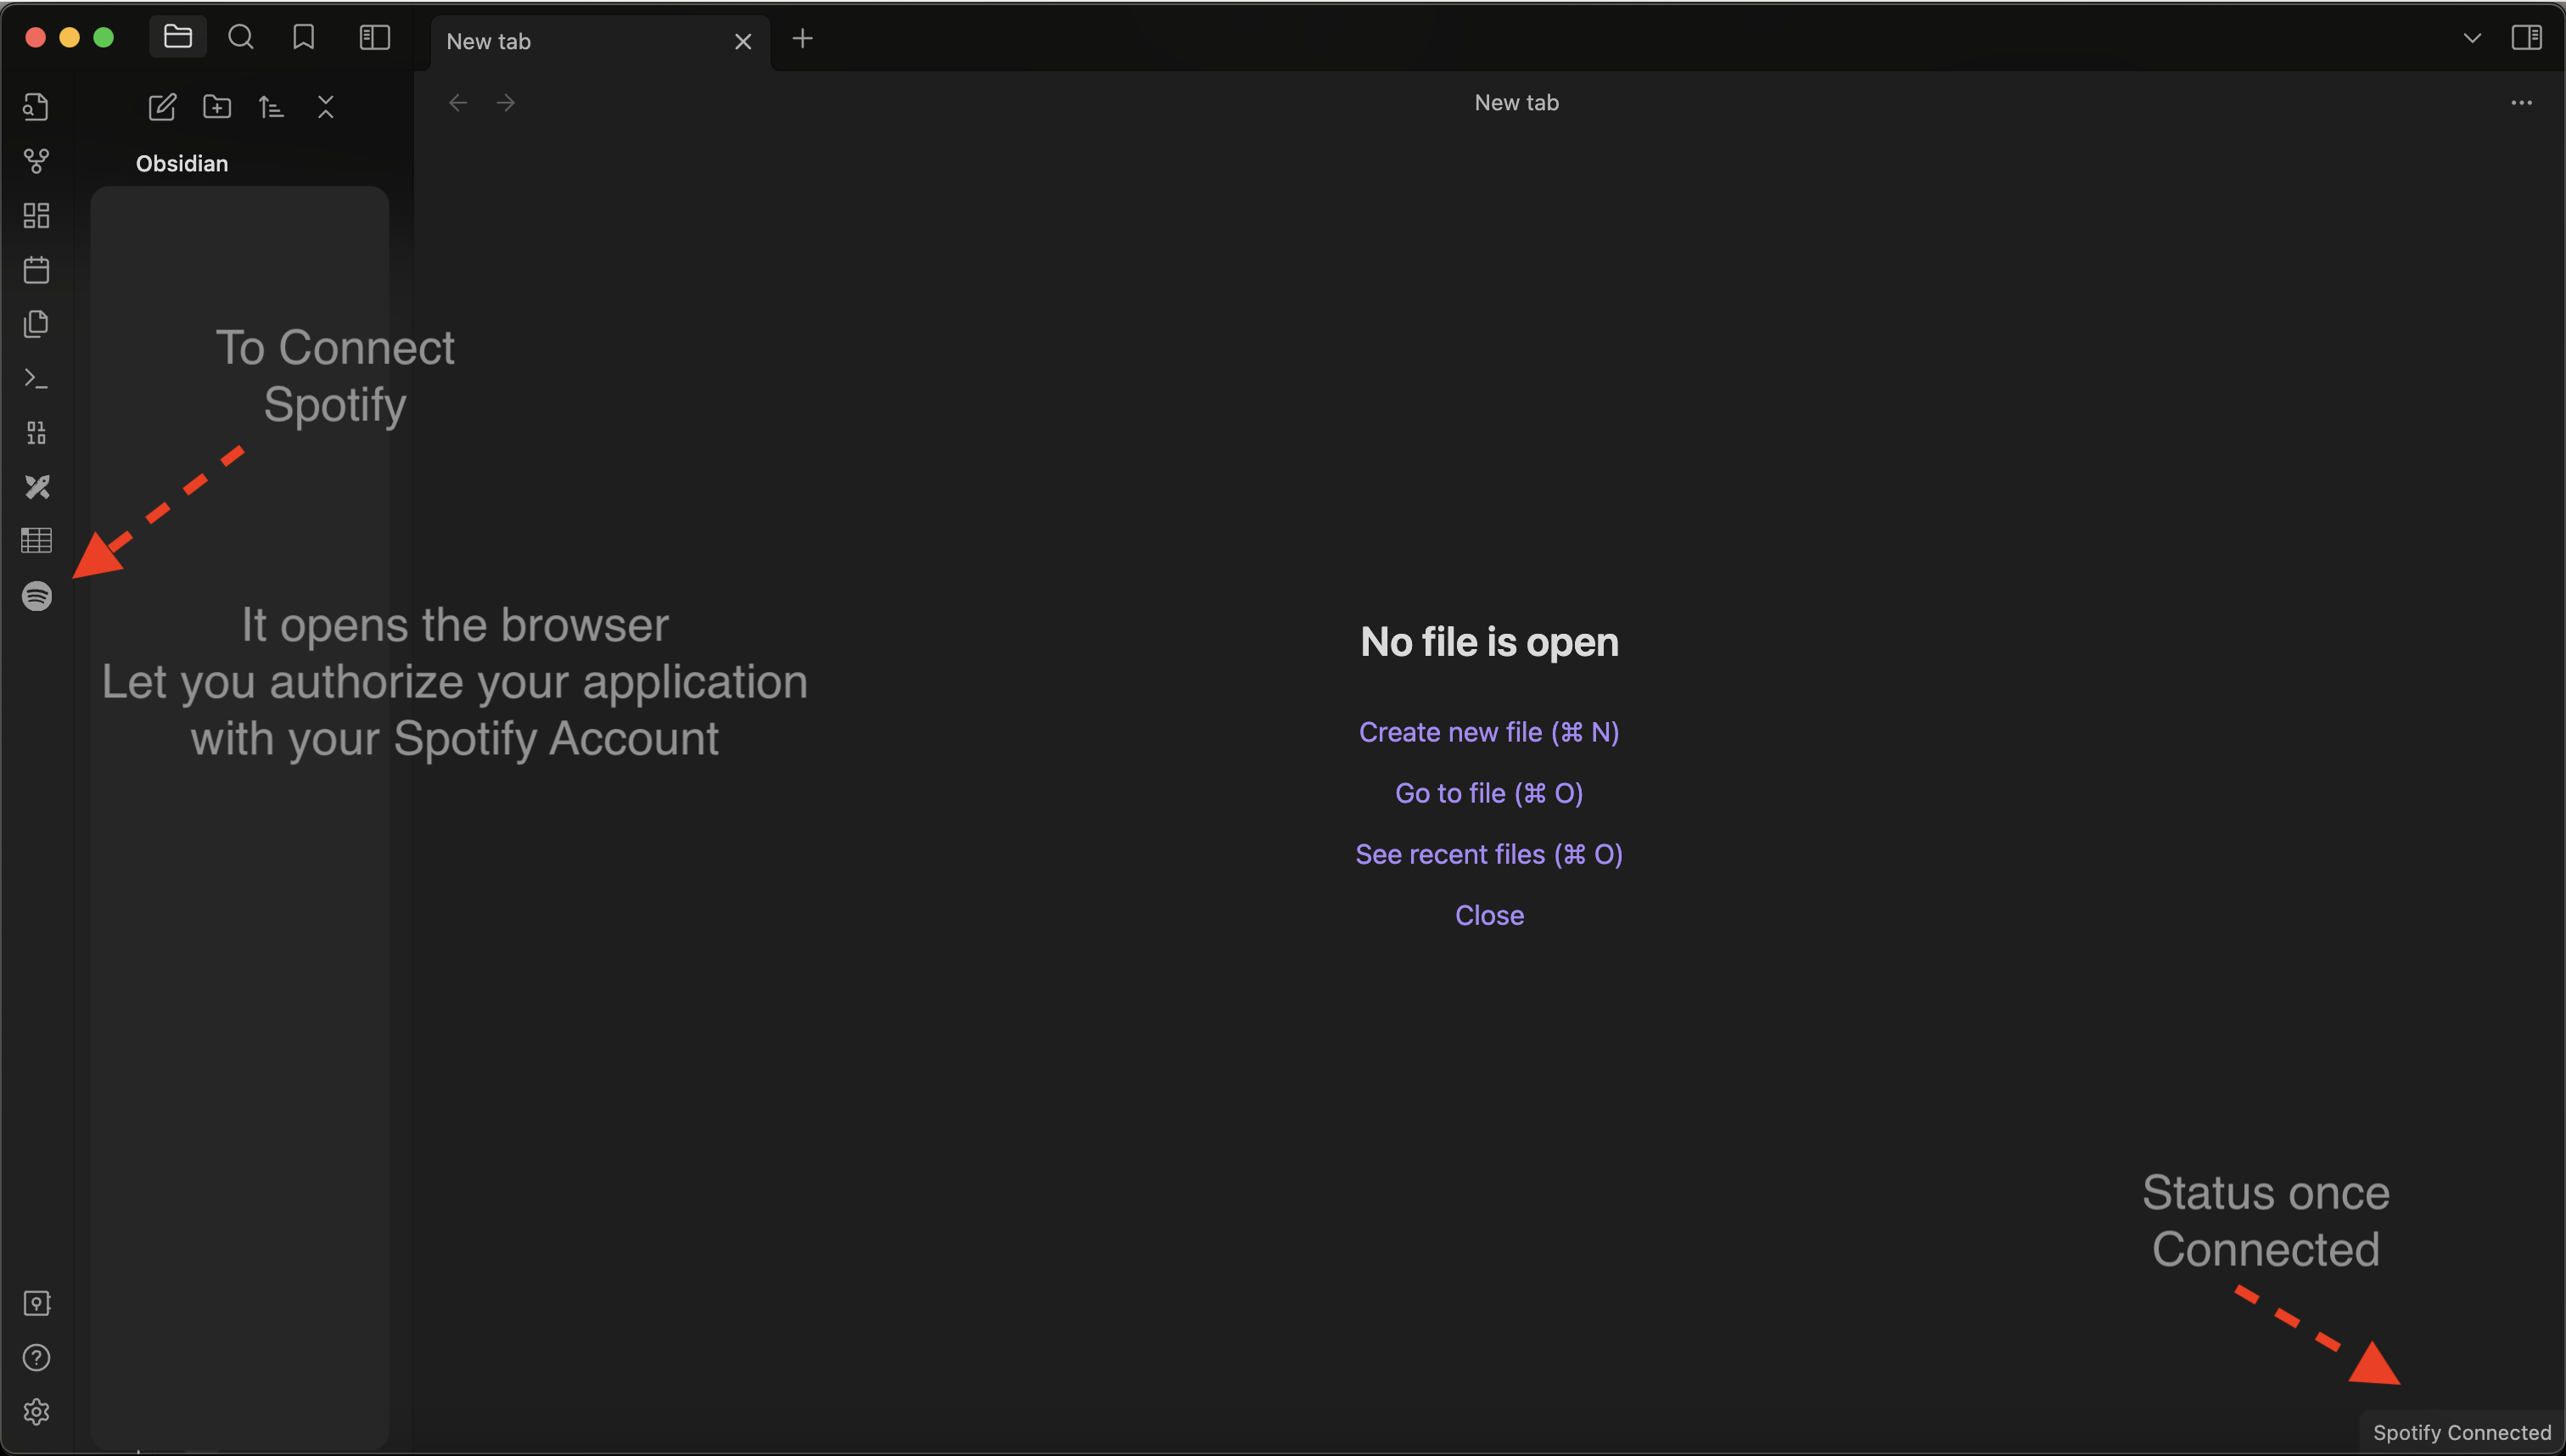 New tab
New tab
Obsidian
To Connect
Spotify
It opens the browser
Let you authorize your application
with your Spotify Account
No file is open
Create new file (⌘ N)
Go to file (⌘ O)
See recent files (⌘ O)
Close
Status once
Connected
Spotify Connected